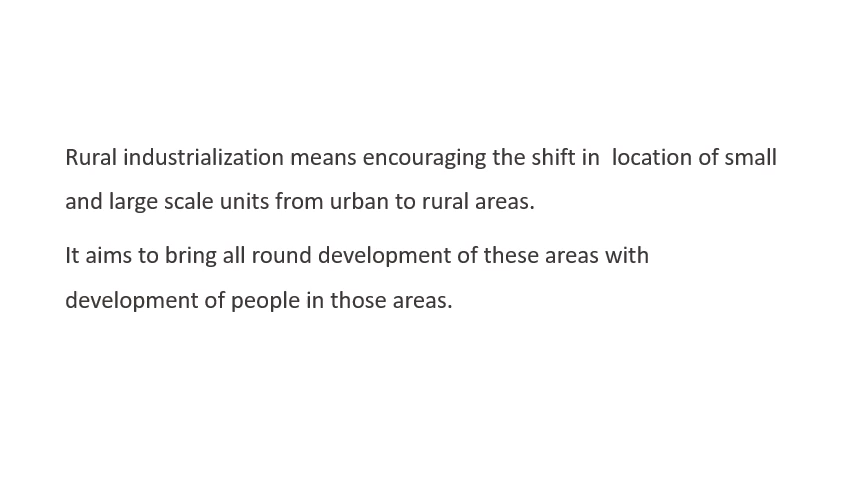 Rural industrialization means encouraging the shift in  location of small
and large scale units from urban to rural areas.
It aims to bring all round development of these areas with
development of people in those areas.